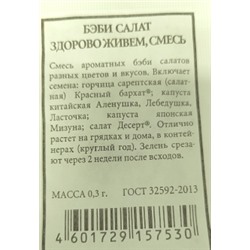 БЭБИ САЛАТ
ЗДОРОВО ЖИВЕМ, СМЕСЬ
Смесь ароматных бэби салатов
разных цветов и вкусов. Включает
семена: горчица сарептская (салат-
ная) Красный бархат®; капуста
китайская Аленушка, Лебедушка,
Ласточка; капуста японская
Мизуна; салат Десерт®. Отлично
растет на грядках и дома, в контей-
нерах (круглый год). Зелень среза-
ют через 2 недели после всходов.
МАССА 0,3 г. ГОСТ 32592-2013
4 601729 157530